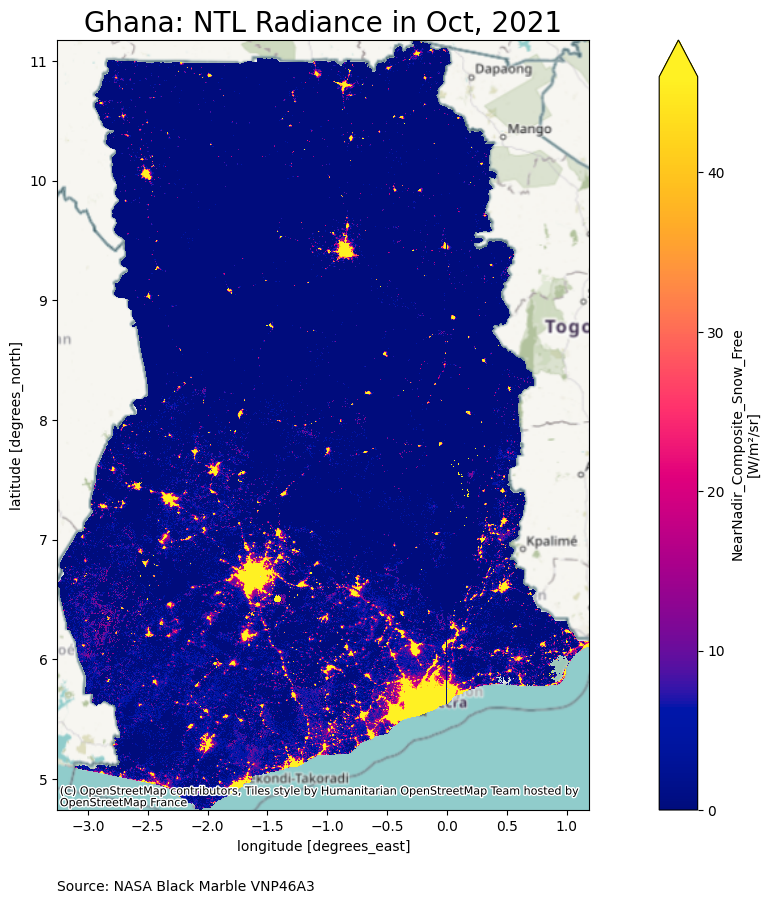 Ghana: NTL Radiance in Oct, 2021
11
10
9
8
7
6
5
latitude [degrees_north]
Dapaong
Mango
Togo
Kpalimé
ekondi-Takoradi
(C) OpenStreetMap contributors, Tiles style by Humanitarian OpenStreetMap Team hosted by
OpenStreetMap France
−3.0 −2.5 −2.0 −1.5 −1.0 −0.5 0.0 0.5 1.0
longitude [degrees_east]
40
30
20
10
0
NearNadir_Composite_Snow_Free
[W/m²/sr]
Source: NASA Black Marble VNP46A3